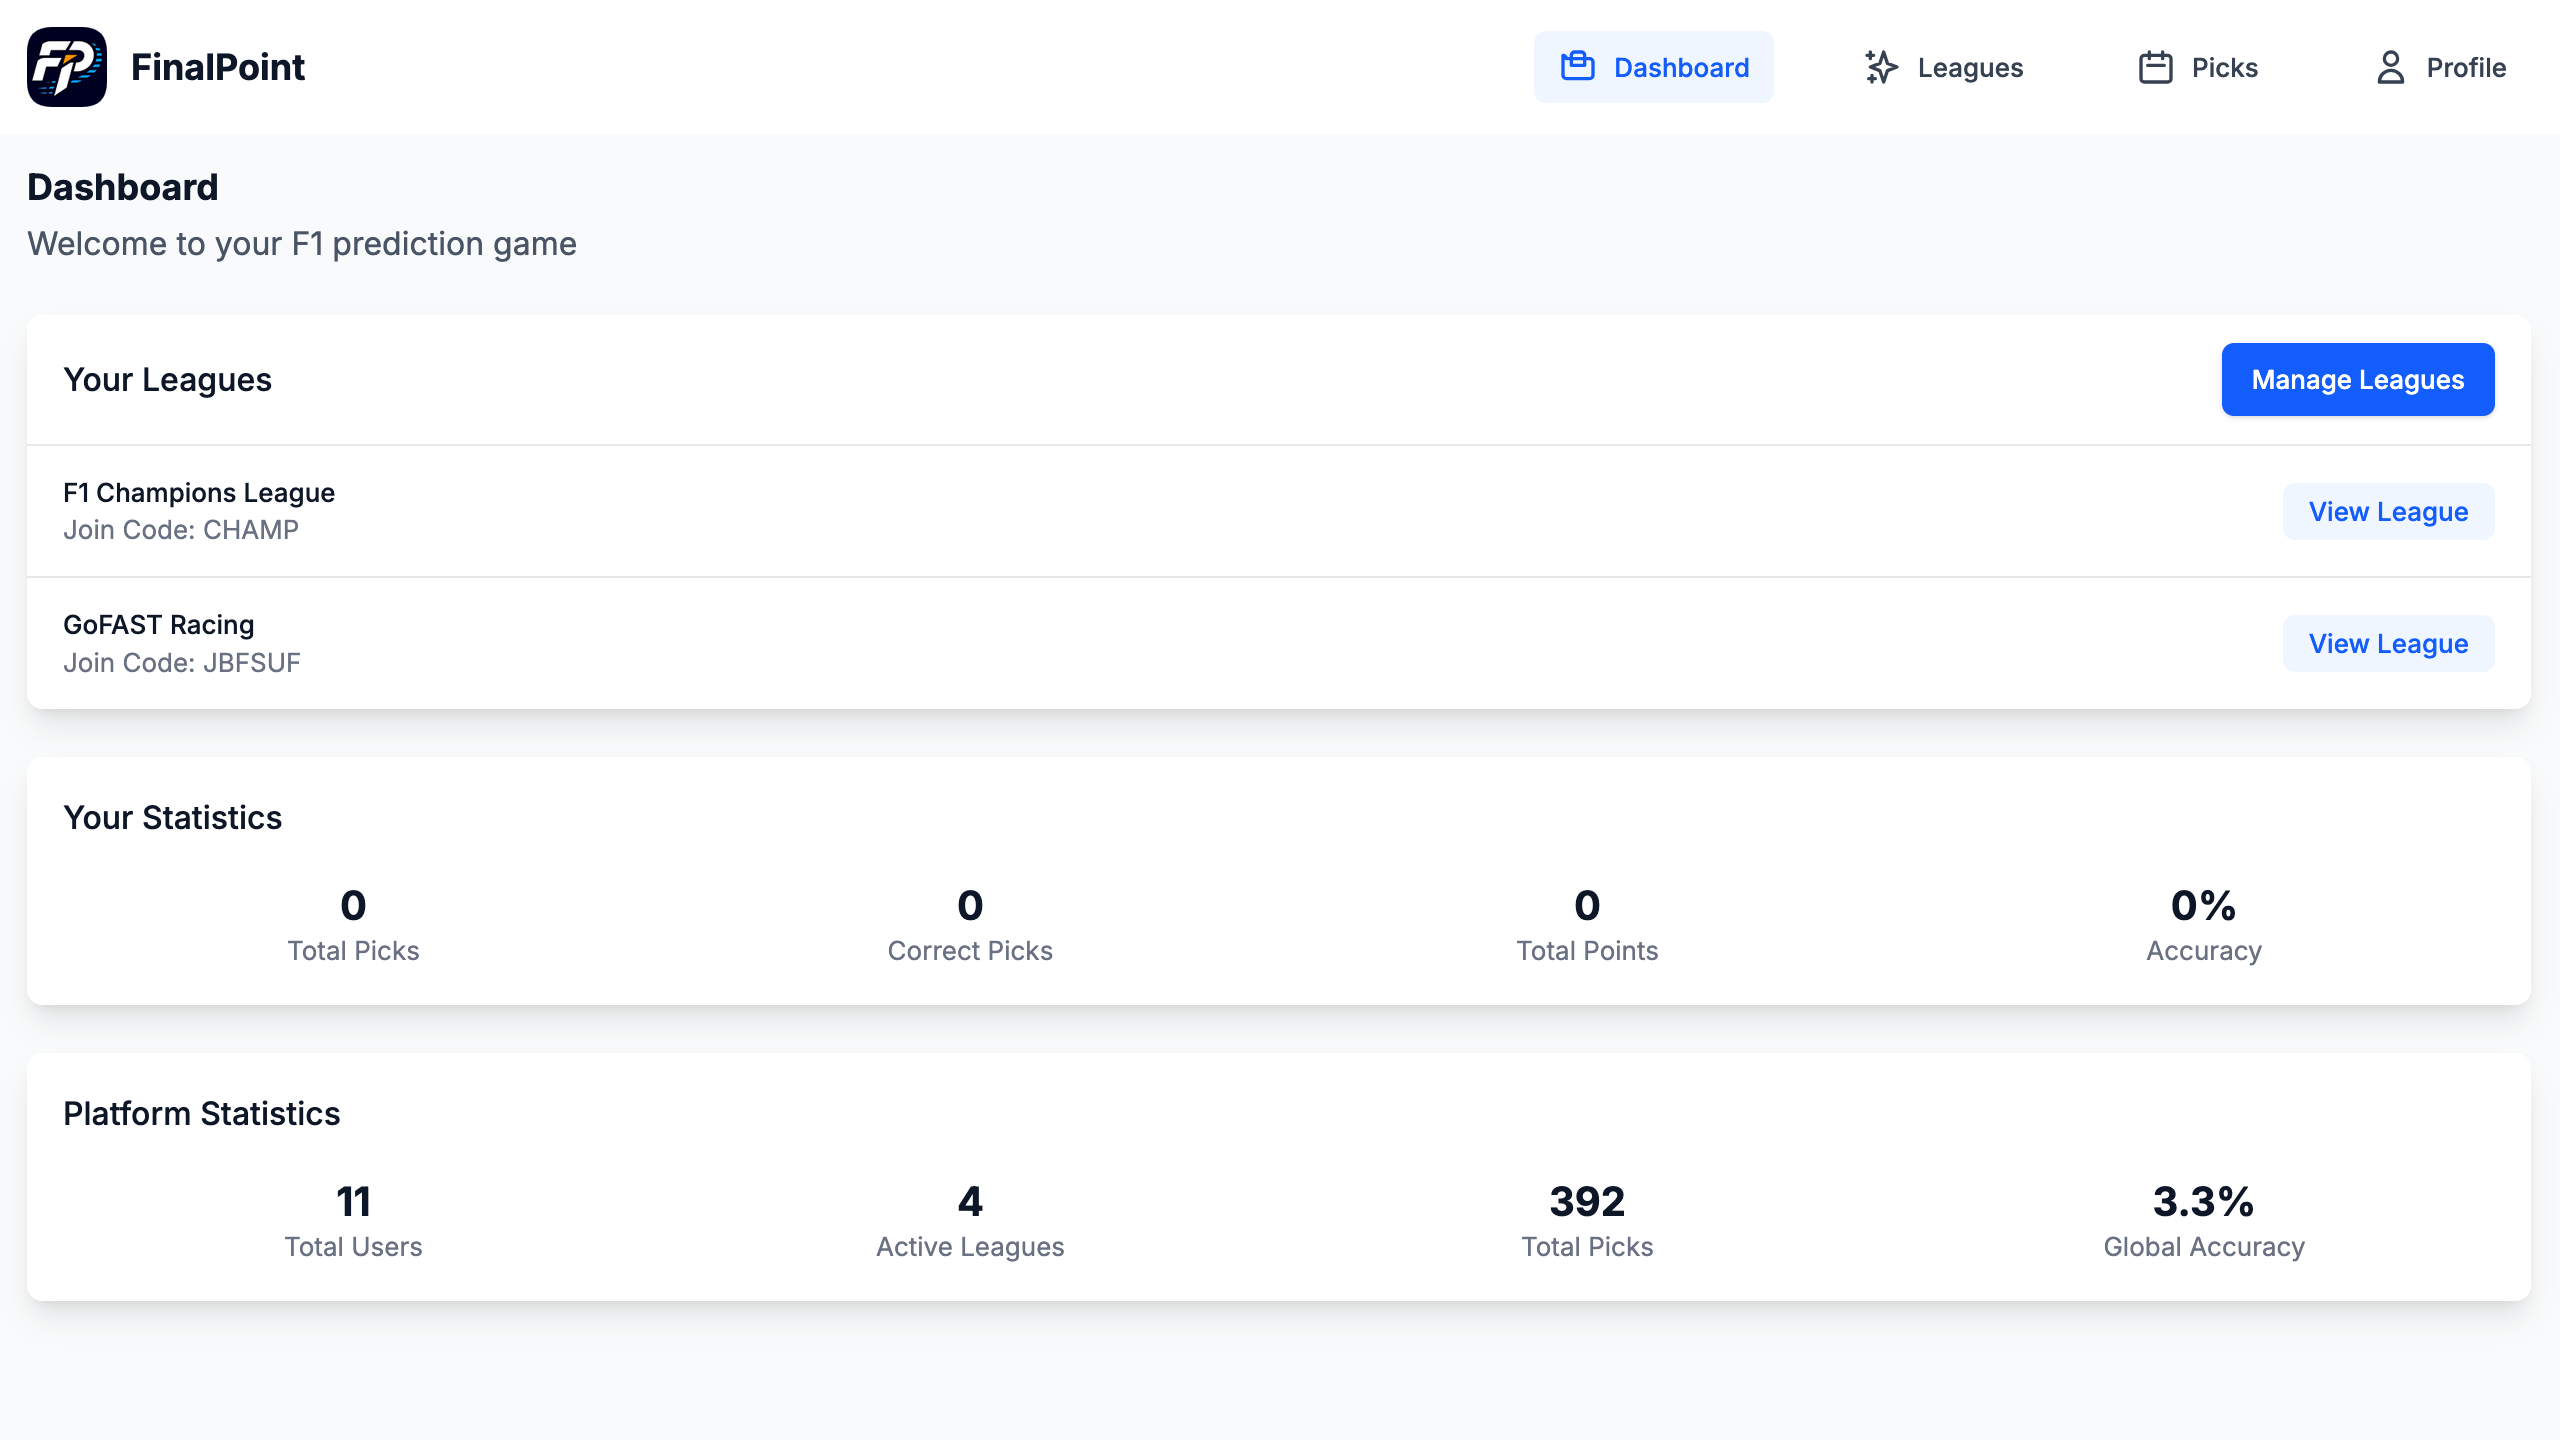 FP
FinalPoint
Dashboard
Leagues
Picks
Profile
Dashboard
Welcome to your F1 prediction game
Your Leagues
Manage Leagues
F1 Champions League
Join Code: CHAMP
View League
GoFAST Racing
Join Code: JBFSUF
View League
Your Statistics
0
Total Picks
0
Correct Picks
0
Total Points
0%
Accuracy
Platform Statistics
11
Total Users
4
Active Leagues
392
Total Picks
3.3%
Global Accuracy